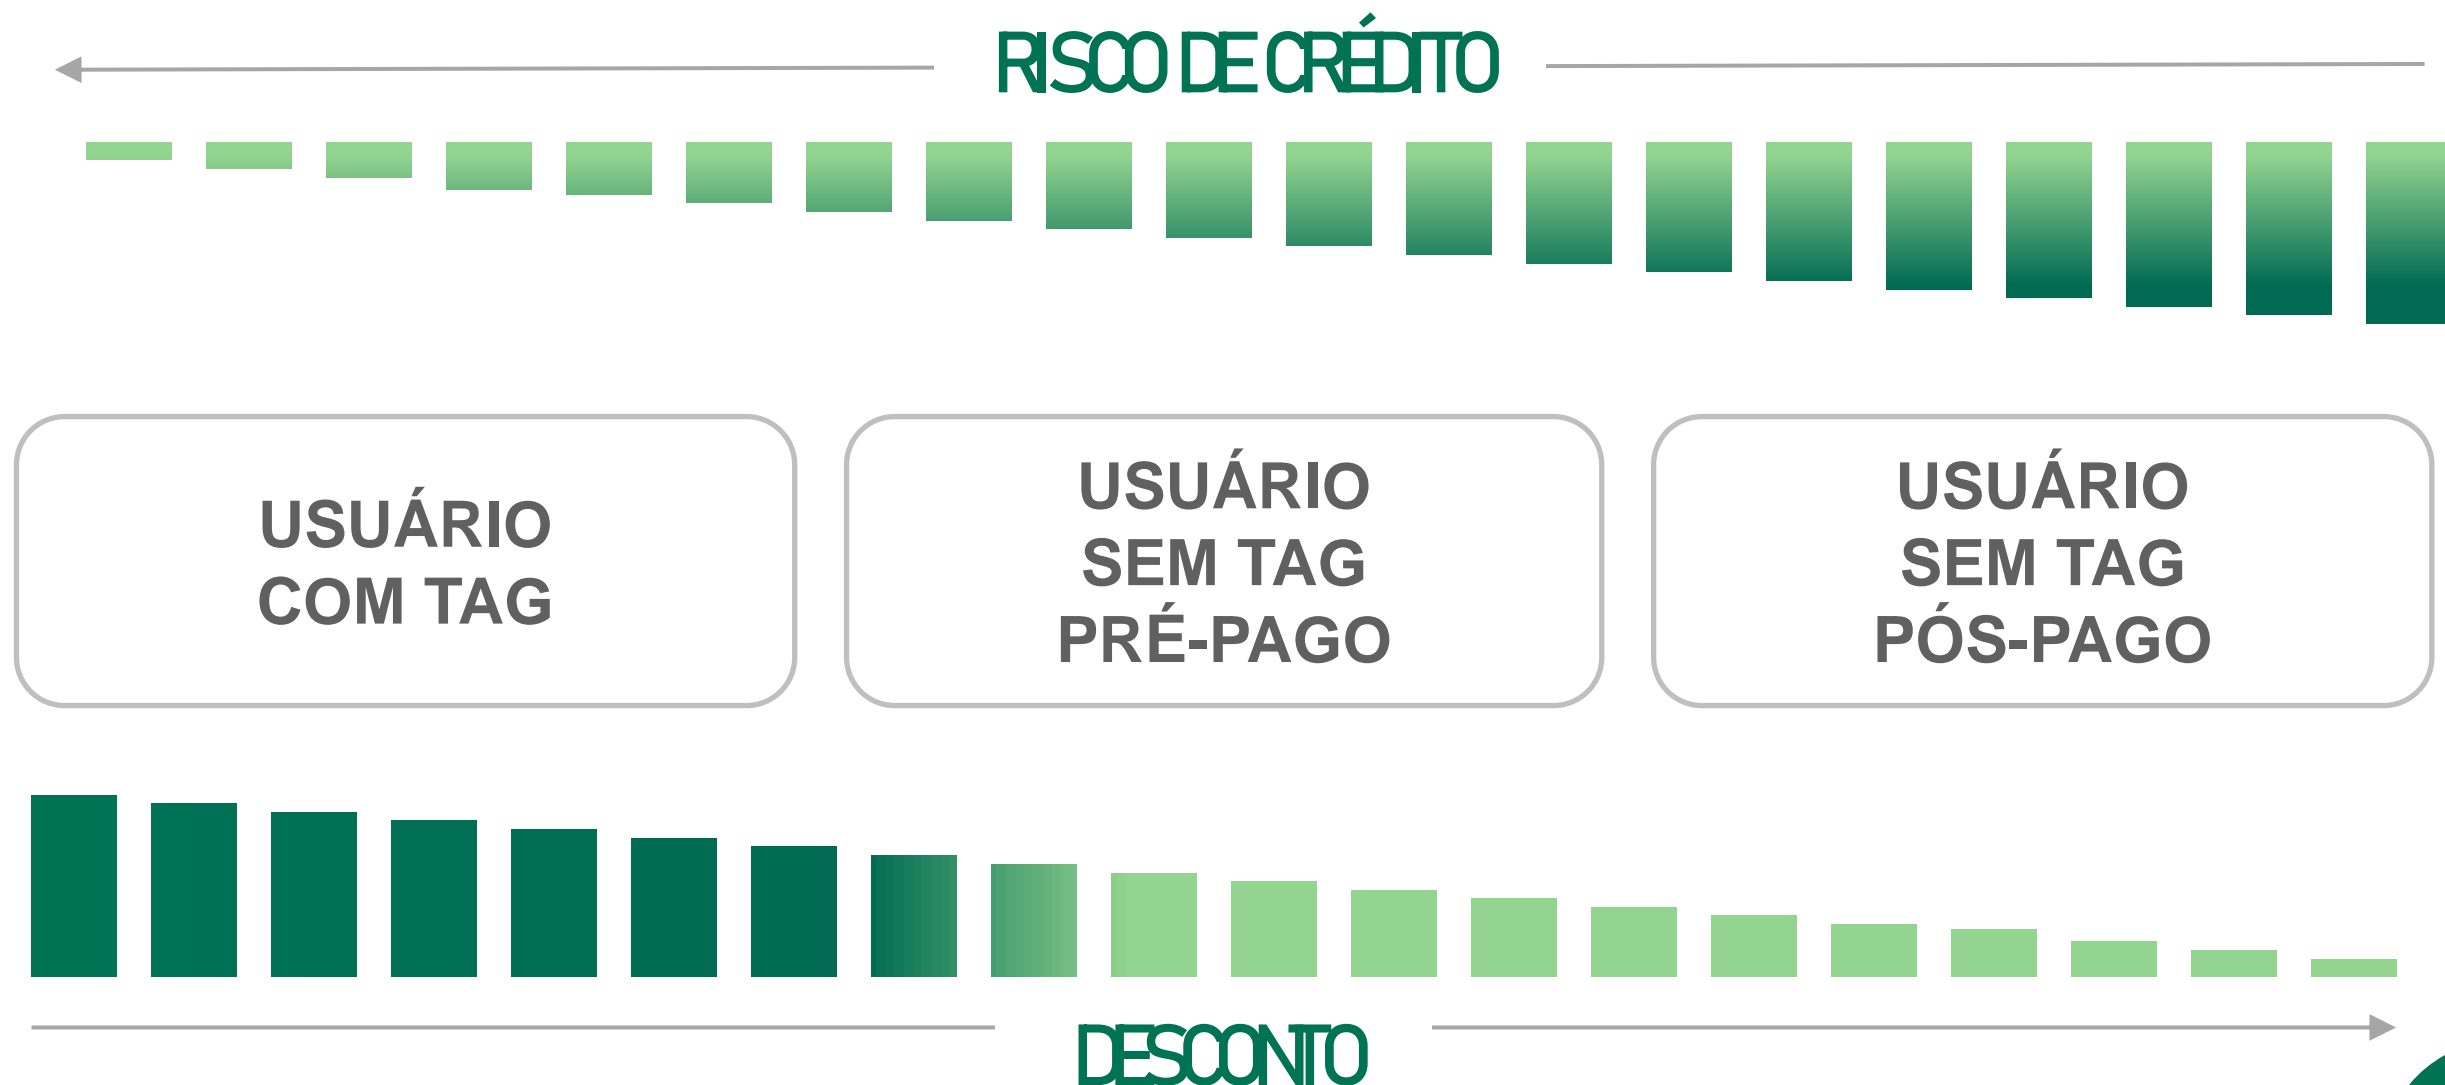 RISCO DE CRÉDITO
USUÁRIO
COM TAG
USUÁRIO
SEM TAG
PRÉ-PAGO
USUÁRIO
SEM TAG
PÓS-PAGO
DESCONTO